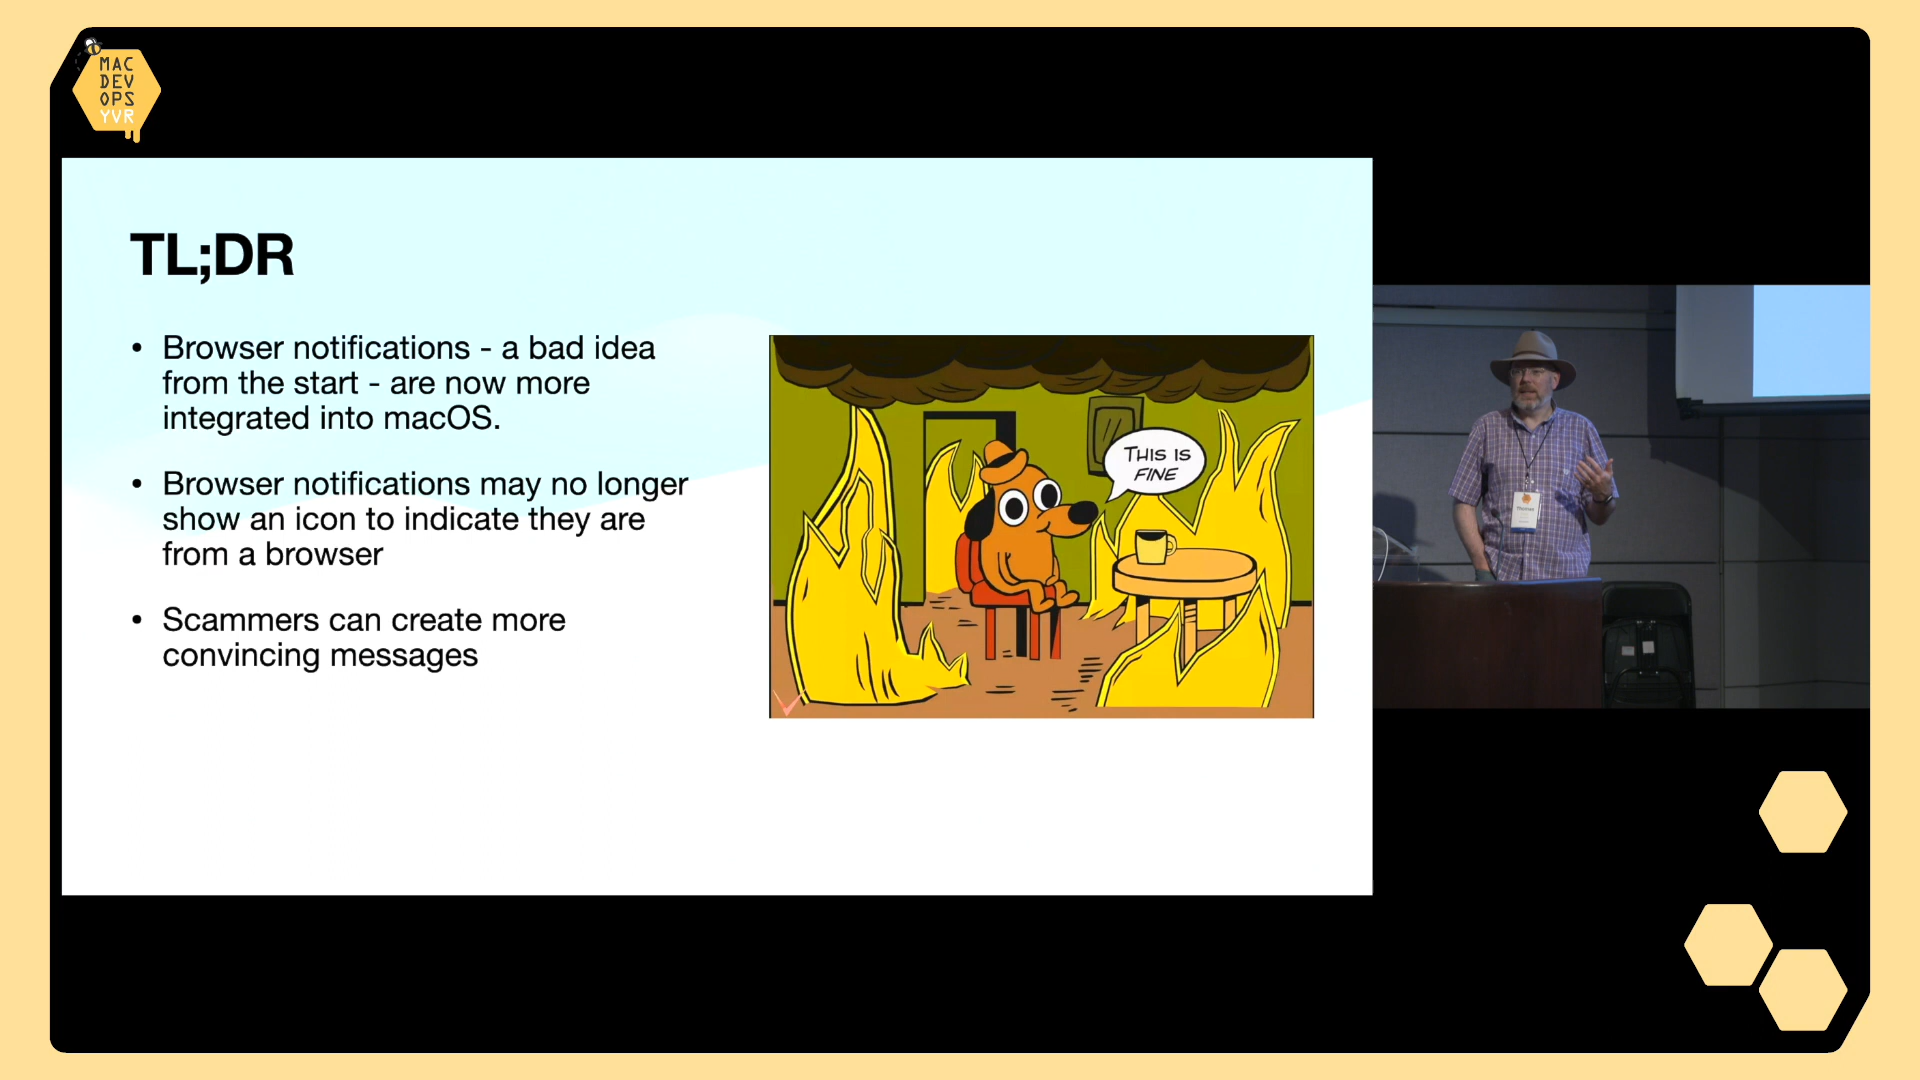 MAC
DEV
OPS
YVR
TL;DR
• Browser notifications - a bad idea
from the start - are now more
integrated into macOS.
• Browser notifications may no longer
show an icon to indicate they are
from a browser
• Scammers can create more
convincing messages
THIS IS
FINE
Thomas